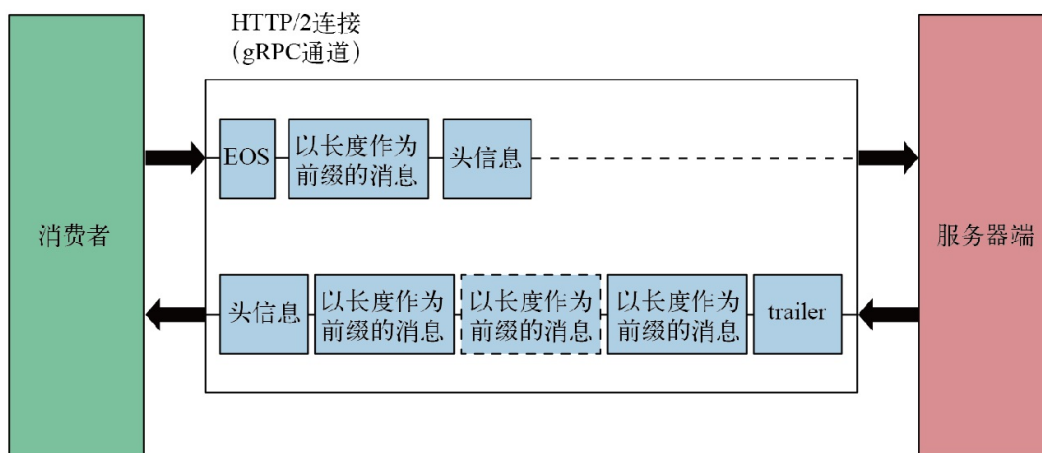 HTTP/2连接
(gRPC通道)
消费者
EOS
以长度作为
前缀的消息
头信息
服务器端
头信息
以长度作为
前缀的消息
以长度作为
前缀的消息
以长度作为
前缀的消息
trailer